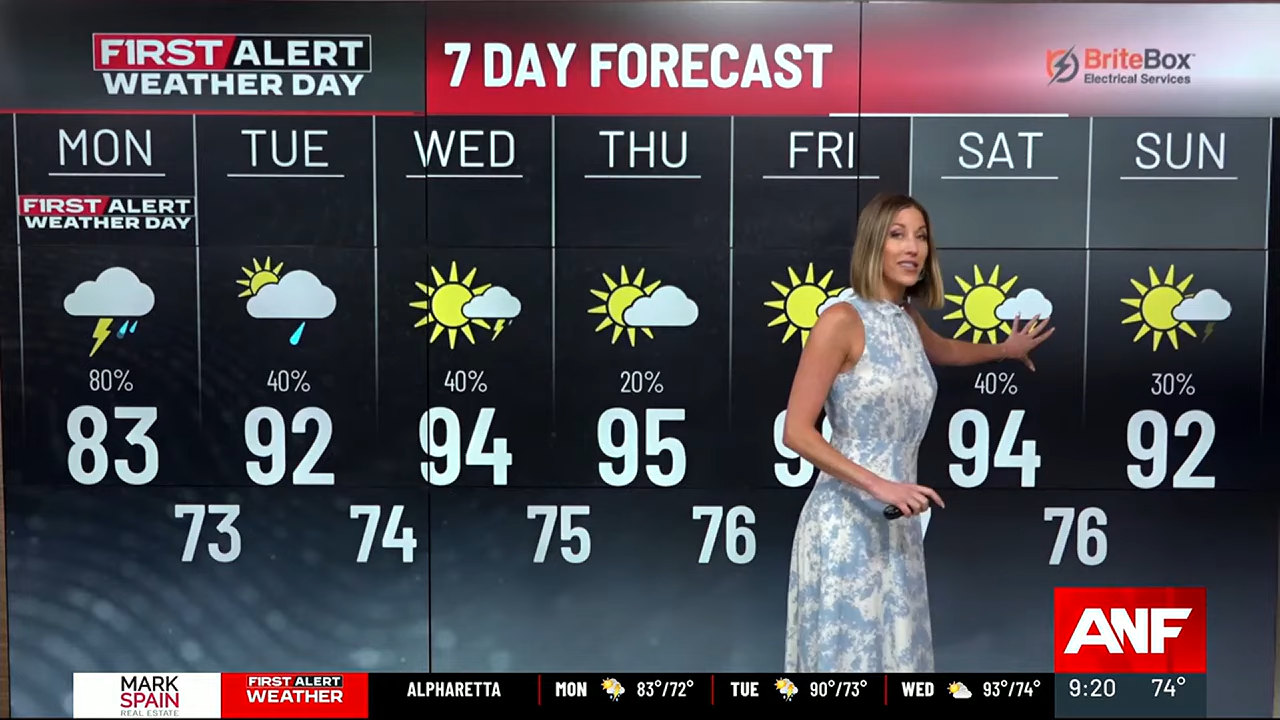 F1RST ALERT
WEATHER DAY
7 DAY FORECAST
BriteBox
Electrical Services
MON TUE WED THU FRI SAT SUN
F1RST ALERT
WEATHER DAY
80% 40% 40% 20% 40% 30%
83 92 94 95 94 92
73 74 75 76 76
ANF
MARK
SPAIN
REAL ESTATE
FIRST ALERT
WEATHER
ALPHARETTA MON 83°/72° TUE 90°/73° WED 93°/74°
9:20 74°